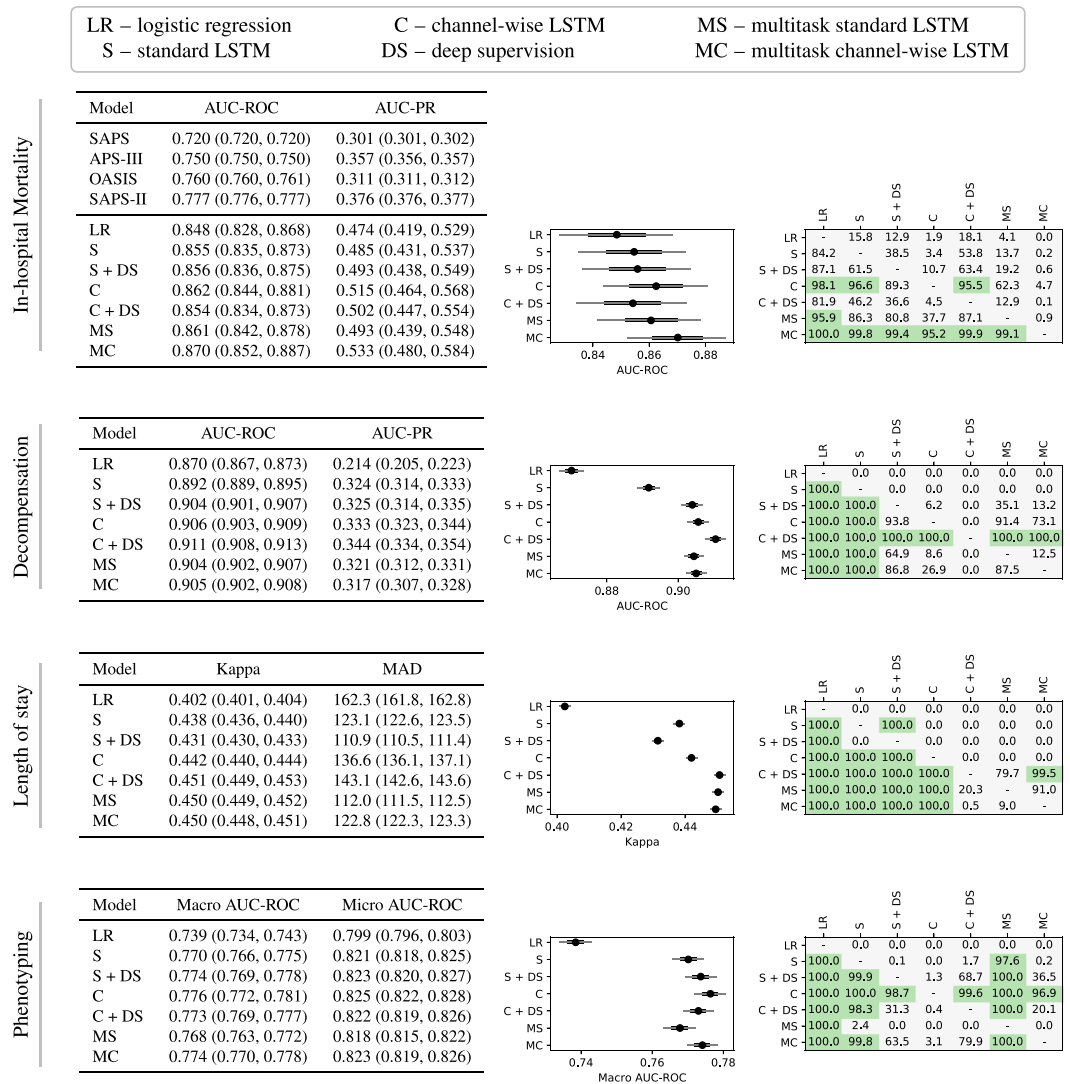 LR – logistic regression C – channel-wise LSTM MS – multitask standard LSTM
S – standard LSTM DS – deep supervision MC – multitask channel-wise LSTM
In-hospital Mortality
Model AUC-ROC AUC-PR
SAPS 0.720 (0.720, 0.720) 0.301 (0.301, 0.302)
APS-III 0.750 (0.750, 0.750) 0.357 (0.356, 0.357)
OASIS 0.760 (0.760, 0.761) 0.311 (0.311, 0.312)
SAPS-II 0.777 (0.776, 0.777) 0.376 (0.376, 0.377)
LR 0.848 (0.828, 0.868) 0.474 (0.419, 0.529)
S 0.855 (0.835, 0.873) 0.485 (0.431, 0.537)
S + DS 0.856 (0.836, 0.875) 0.493 (0.438, 0.549)
C 0.862 (0.844, 0.881) 0.515 (0.464, 0.568)
C + DS 0.854 (0.834, 0.873) 0.502 (0.447, 0.554)
MS 0.861 (0.842, 0.878) 0.493 (0.439, 0.548)
MC 0.870 (0.852, 0.887) 0.533 (0.480, 0.584)
LR
S
S + DS
C
C + DS
MS
MC
0.84 0.86 0.88
AUC-ROC
LR S S + DS C C + DS MS MC
LR - 15.8 12.9 1.9 18.1 4.1 0.0
S 84.2 - 38.5 3.4 53.8 13.7 0.2
S + DS 87.1 61.5 - 10.7 63.4 19.2 0.6
C 98.1 96.6 89.3 - 95.5 62.3 4.7
C + DS 81.9 46.2 36.6 4.5 - 12.9 0.1
MS 95.9 86.3 80.8 37.7 87.1 - 0.9
MC 100.0 99.8 99.4 95.2 99.9 99.1 -
Decompensation
Model AUC-ROC AUC-PR
LR 0.870 (0.867, 0.873) 0.214 (0.205, 0.223)
S 0.892 (0.889, 0.895) 0.324 (0.314, 0.333)
S + DS 0.904 (0.901, 0.907) 0.325 (0.314, 0.335)
C 0.906 (0.903, 0.909) 0.333 (0.323, 0.344)
C + DS 0.911 (0.908, 0.913) 0.344 (0.334, 0.354)
MS 0.904 (0.902, 0.907) 0.321 (0.312, 0.331)
MC 0.905 (0.902, 0.908) 0.317 (0.307, 0.328)
LR
S
S + DS
C
C + DS
MS
MC
0.88 0.90
AUC-ROC
LR S S + DS C C + DS MS MC
LR - 0.0 0.0 0.0 0.0 0.0 0.0
S 100.0 - 0.0 0.0 0.0 0.0 0.0
S + DS 100.0 100.0 - 6.2 0.0 35.1 13.2
C 100.0 100.0 93.8 - 0.0 91.4 73.1
C + DS 100.0 100.0 100.0 100.0 - 100.0 100.0
MS 100.0 100.0 64.9 8.6 0.0 - 12.5
MC 100.0 100.0 86.8 26.9 0.0 87.5 -
Length of stay
Model Kappa MAD
LR 0.402 (0.401, 0.404) 162.3 (161.8, 162.8)
S 0.438 (0.436, 0.440) 123.1 (122.6, 123.5)
S + DS 0.431 (0.430, 0.433) 110.9 (110.5, 111.4)
C 0.442 (0.440, 0.444) 136.6 (136.1, 137.1)
C + DS 0.451 (0.449, 0.453) 143.1 (142.6, 143.6)
MS 0.450 (0.449, 0.452) 112.0 (111.5, 112.5)
MC 0.450 (0.448, 0.451) 122.8 (122.3, 123.3)
LR
S
S + DS
C
C + DS
MS
MC
0.40 0.42 0.44
Kappa
LR S S + DS C C + DS MS MC
LR - 0.0 0.0 0.0 0.0 0.0 0.0
S 100.0 - 100.0 0.0 0.0 0.0 0.0
S + DS 100.0 0.0 - 0.0 0.0 0.0 0.0
C 100.0 100.0 100.0 - 0.0 0.0 0.0
C + DS 100.0 100.0 100.0 100.0 - 79.7 99.5
MS 100.0 100.0 100.0 100.0 20.3 - 91.0
MC 100.0 100.0 100.0 100.0 0.5 9.0 -
Phenotyping
Model Macro AUC-ROC Micro AUC-ROC
LR 0.739 (0.734, 0.743) 0.799 (0.796, 0.803)
S 0.770 (0.766, 0.775) 0.821 (0.818, 0.825)
S + DS 0.774 (0.769, 0.778) 0.823 (0.820, 0.827)
C 0.776 (0.772, 0.781) 0.825 (0.822, 0.828)
C + DS 0.773 (0.769, 0.777) 0.822 (0.819, 0.826)
MS 0.768 (0.763, 0.772) 0.818 (0.815, 0.822)
MC 0.774 (0.770, 0.778) 0.823 (0.819, 0.826)
LR
S
S + DS
C
C + DS
MS
MC
0.74 0.76 0.78
Macro AUC-ROC
LR S S + DS C C + DS MS MC
LR - 0.0 0.0 0.0 0.0 0.0 0.0
S 100.0 - 0.1 0.0 1.7 97.6 0.2
S + DS 100.0 99.9 - 1.3 68.7 100.0 36.5
C 100.0 100.0 98.7 - 99.6 100.0 96.9
C + DS 100.0 98.3 31.3 0.4 - 100.0 20.1
MS 100.0 2.4 0.0 0.0 0.0 - 0.0
MC 100.0 99.8 63.5 3.1 79.9 100.0 -